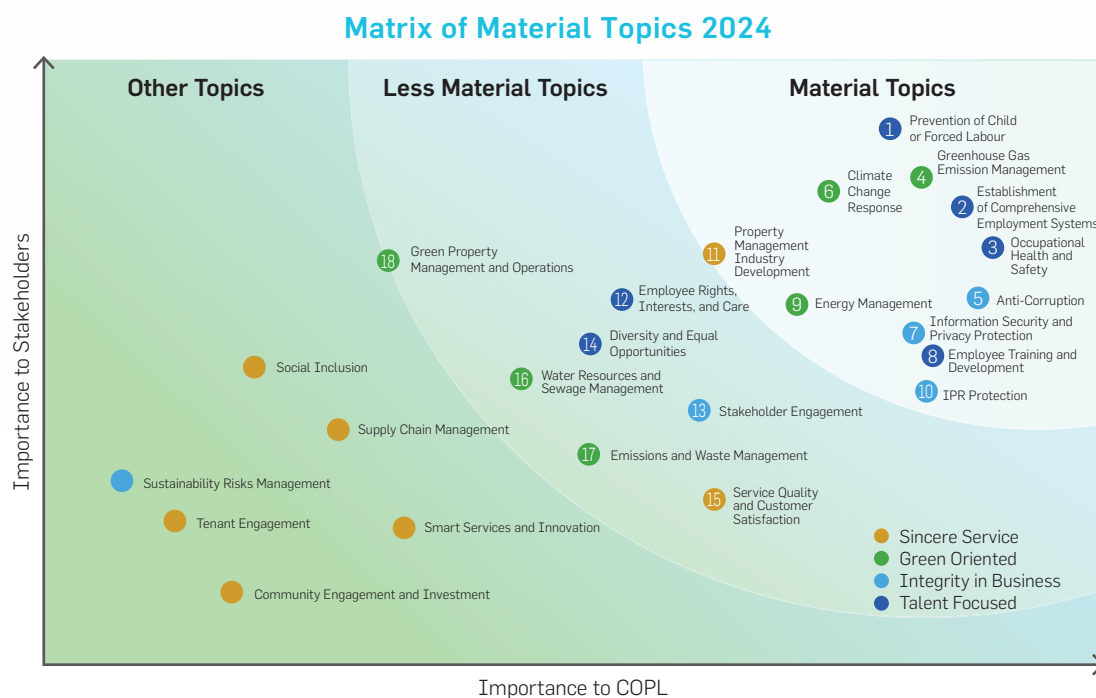 Matrix of Material Topics 2024
Other Topics
Less Material Topics
Material Topics
Importance to Stakeholders
1
Prevention of Child
or Forced Labour
4
Greenhouse Gas
Emission Management
6
Climate
Change
Response
2
Establishment
of Comprehensive
Employment Systems
3
Occupational
Health and
Safety
11
Property
Management
Industry
Development
18
Green Property
Management and Operations
12
Employee Rights,
Interests, and Care
9
Energy Management
5
Anti-Corruption
7
Information Security and
Privacy Protection
14
Diversity and Equal
Opportunities
8
Employee Training and
Development
Social Inclusion
16
Water Resources and
Sewage Management
10
IPR Protection
13
Stakeholder Engagement
Supply Chain Management
17
Emissions and Waste Management
Sustainability Risks Management
15
Service Quality
and Customer
Satisfaction
Tenant Engagement
Smart Services and Innovation
Community Engagement and Investment
Sincere Service
Green Oriented
Integrity in Business
Talent Focused
Importance to COPL